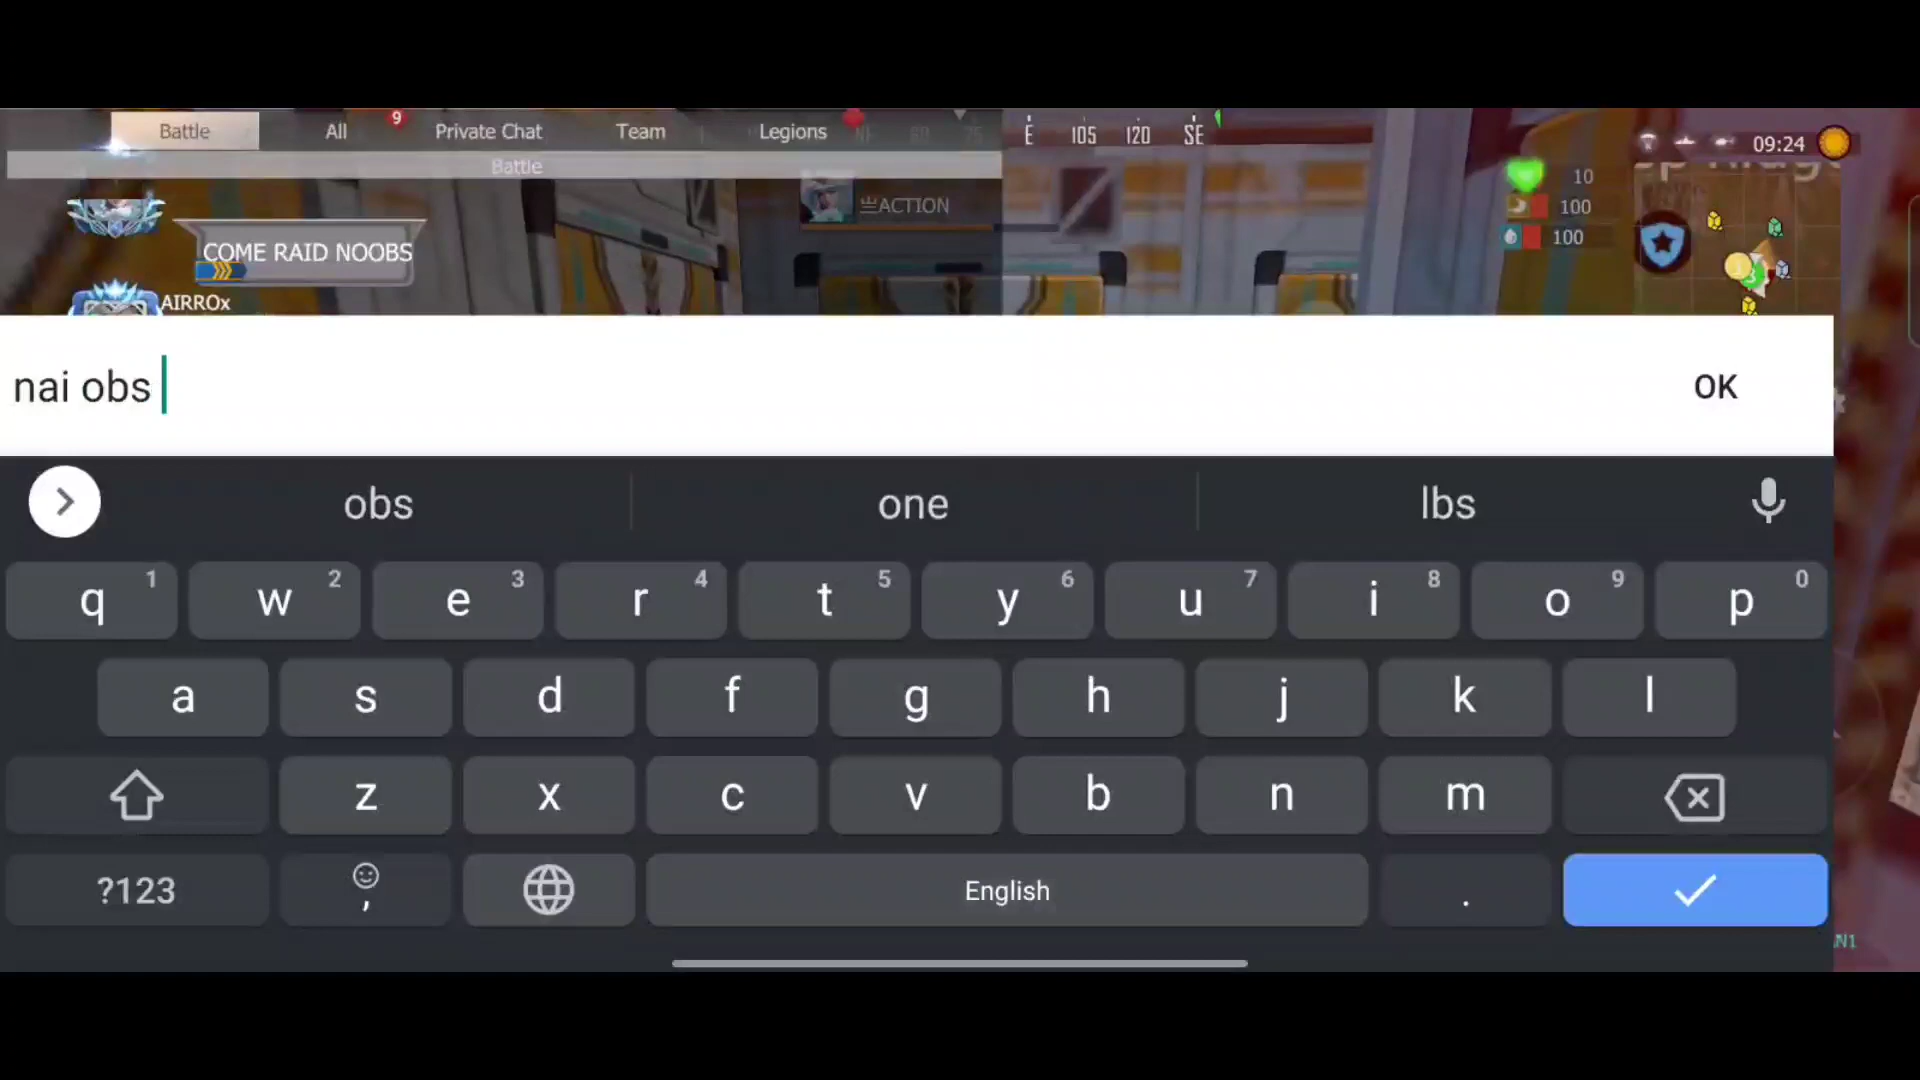 Battle All 9 Private Chat Team Legions
E 105 120 SE
09:24
Battle
10
ACTION
100
100
COME RAID NOOBS
AIRROx
nai obs
OK
obs one lbs
q 1 w 2 e 3 r 4 t 5 y 6 u 7 i 8 o 9 p 0
a s d f g h j k l
z x c v b n m
?123 , English .
N1